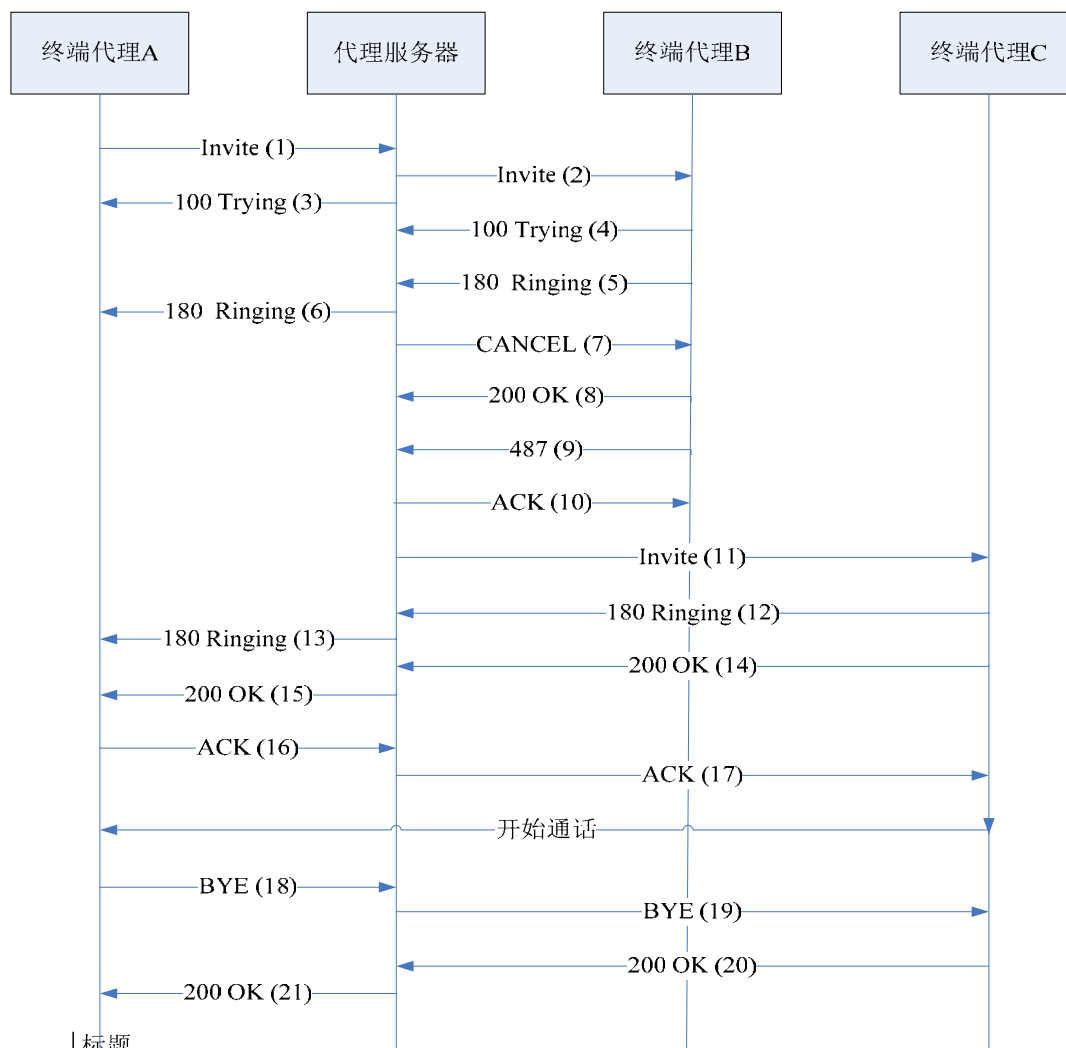 终端代理A
代理服务器
终端代理B
终端代理C
Invite (1)
Invite (2)
100 Trying (3)
100 Trying (4)
180 Ringing (5)
180 Ringing (6)
CANCEL (7)
200 OK (8)
487 (9)
ACK (10)
Invite (11)
180 Ringing (12)
180 Ringing (13)
200 OK (14)
200 OK (15)
ACK (16)
ACK (17)
开始通话
BYE (18)
BYE (19)
200 OK (20)
200 OK (21)
标题